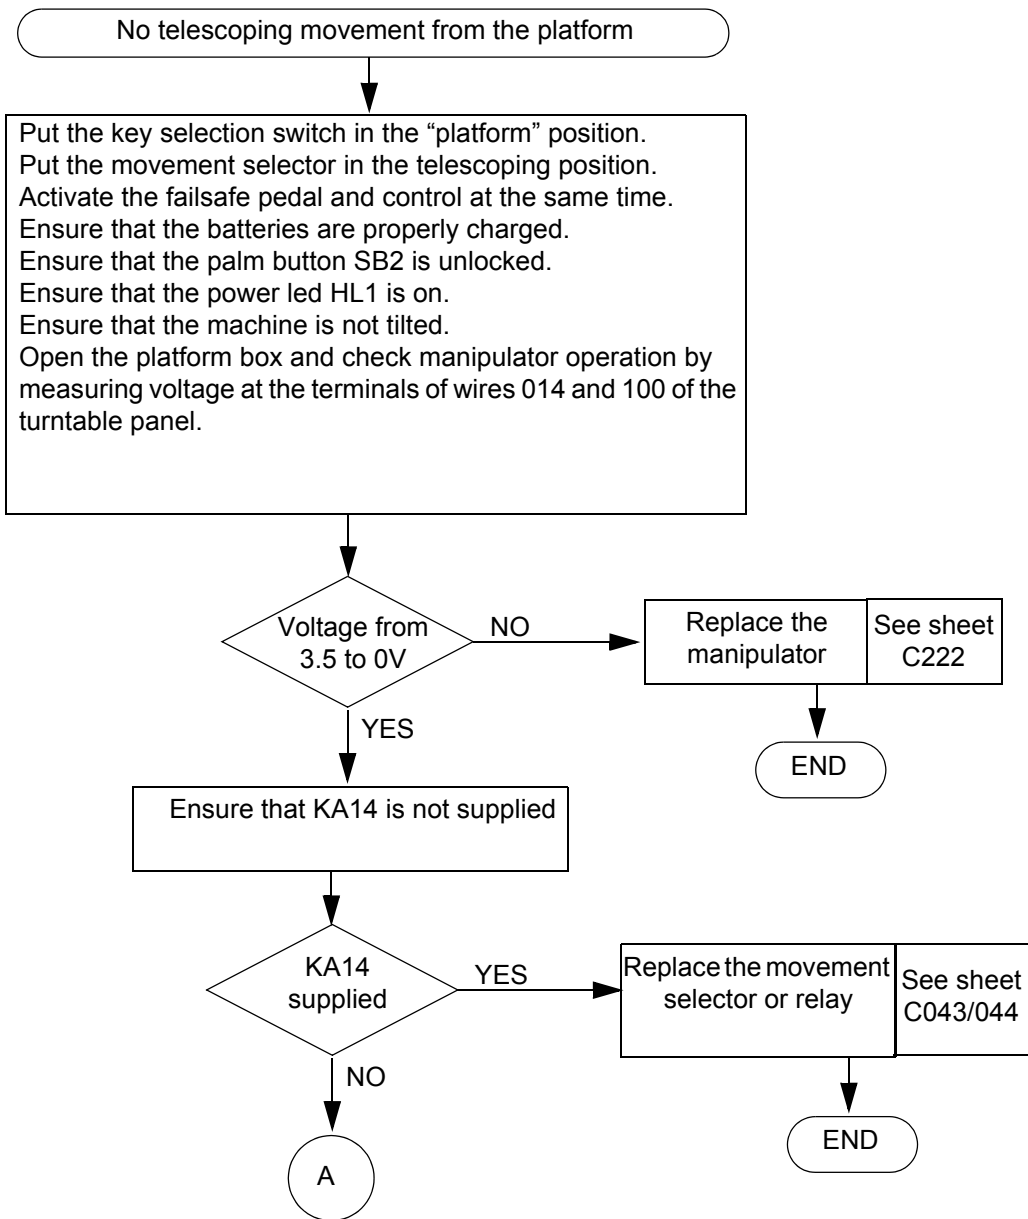 No telescoping movement from the platform
Put the key selection switch in the “platform” position.
Put the movement selector in the telescoping position.
Activate the failsafe pedal and control at the same time.
Ensure that the batteries are properly charged.
Ensure that the palm button SB2 is unlocked.
Ensure that the power led HL1 is on.
Ensure that the machine is not tilted.
Open the platform box and check manipulator operation by
measuring voltage at the terminals of wires 014 and 100 of the
turntable panel.
Voltage from
3.5 to 0V
NO
Replace the
manipulator
See sheet
C222
END
YES
Ensure that KA14 is not supplied
KA14
supplied
YES
Replace the movement
selector or relay
See sheet
C043/044
END
NO
A